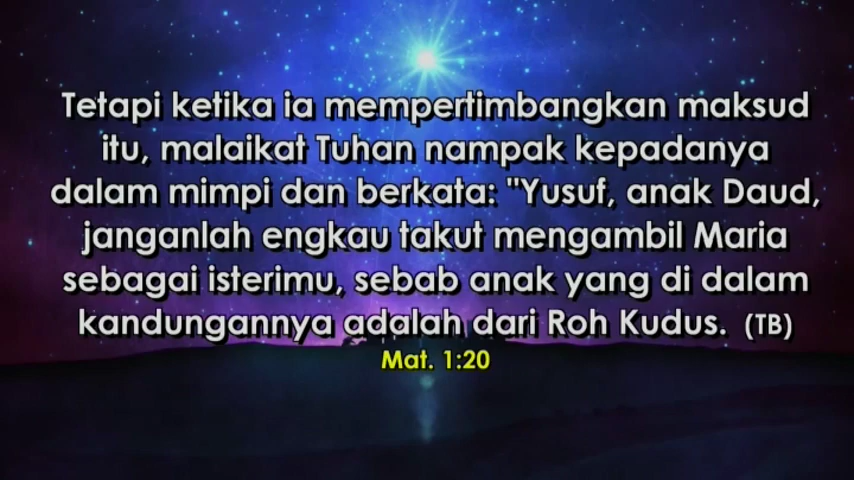 Tetapi ketika ia mempertimbangkan maksud
itu, malaikat Tuhan nampak kepadanya
dalam mimpi dan berkata: "Yusuf, anak Daud,
janganlah engkau takut mengambil Maria
sebagai isterimu, sebab anak yang di dalam
kandungannya adalah dari Roh Kudus. (TB)
Mat. 1:20